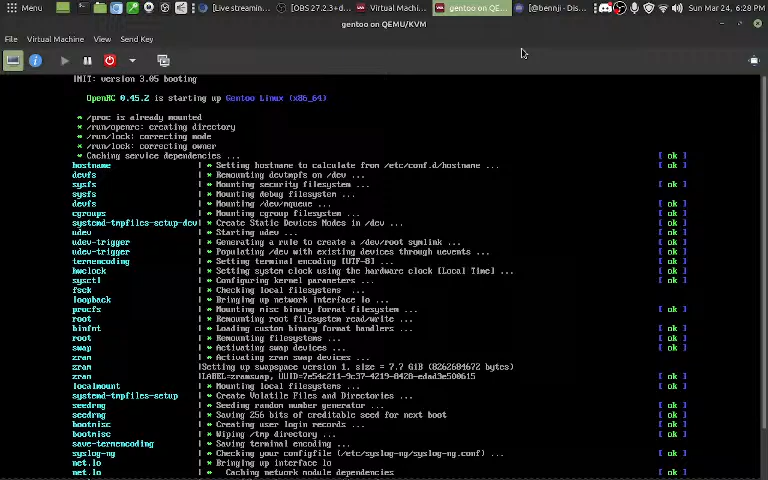 Menu [Live streamin... [OBS 27.2.3+d... Virtual Machi... gentoo on QE... [@bennji - Dis... Sun Mar 24, 6:28 PM
gentoo on QEMU/KVM
File Virtual Machine View Send Key
INIT: version 3.05 booting
OpenRC 0.45.2 is starting up Gentoo Linux (x86_64)
* /proc is already mounted
* /run/openrc: creating directory
* /run/lock: correcting mode
* /run/lock: correcting owner
* Caching service dependencies ... [ ok ]
hostname | * Setting hostname to calculate from /etc/conf.d/hostname ... [ ok ]
devfs | * Remounting devtmpfs on /dev ... [ ok ]
sysfs | * Mounting security filesystem ... [ ok ]
sysfs | * Mounting debug filesystem ... [ ok ]
devfs | * Mounting /dev/mqueue ... [ ok ]
cgroups | * Mounting cgroup filesystem ... [ ok ]
systemd-tmpfiles-setup-dev| * Create Static Devices Nodes in /dev ... [ ok ]
udev | * Starting udev ... [ ok ]
udev-trigger | * Generating a rule to create a /dev/root symlink ... [ ok ]
udev-trigger | * Populating /dev with existing devices through uevents ... [ ok ]
termencoding | * Setting terminal encoding [UTF-8] ... [ ok ]
hwclock | * Setting system clock using the hardware clock [Local Time] ... [ ok ]
sysctl | * Configuring kernel parameters ... [ ok ]
fsck | * Checking local filesystems ... [ ok ]
loopback | * Bringing up network interface lo ... [ ok ]
procfs | * Mounting misc binary format filesystem ... [ ok ]
root | * Remounting root filesystem read/write ... [ ok ]
binfmt | * Loading custom binary format handlers ... [ ok ]
root | * Remounting filesystems ... [ ok ]
swap | * Activating swap devices ... [ ok ]
zram | * Activating zram swap devices ...
zram |Setting up swapspace version 1, size = 7.7 GiB (8262684672 bytes)
zram |LABEL=zramswap, UUID=7e54c211-9c37-4219-8428-edad3e500615
localmount | * Mounting local filesystems ... [ ok ]
systemd-tmpfiles-setup | * Create Volatile Files and Directories ... [ ok ]
seedrng | * Seeding random number generator ... [ ok ]
seedrng | * Saving 256 bits of creditable seed for next boot
bootmisc | * Creating user login records ... [ ok ]
bootmisc | * Wiping /tmp directory ... [ ok ]
save-termencoding | * Saving terminal encoding ... [ ok ]
syslog-ng | * Checking your configfile (/etc/syslog-ng/syslog-ng.conf) ... [ ok ]
net.lo | * Bringing up interface lo
net.lo | * Caching network module dependencies [ ok ]